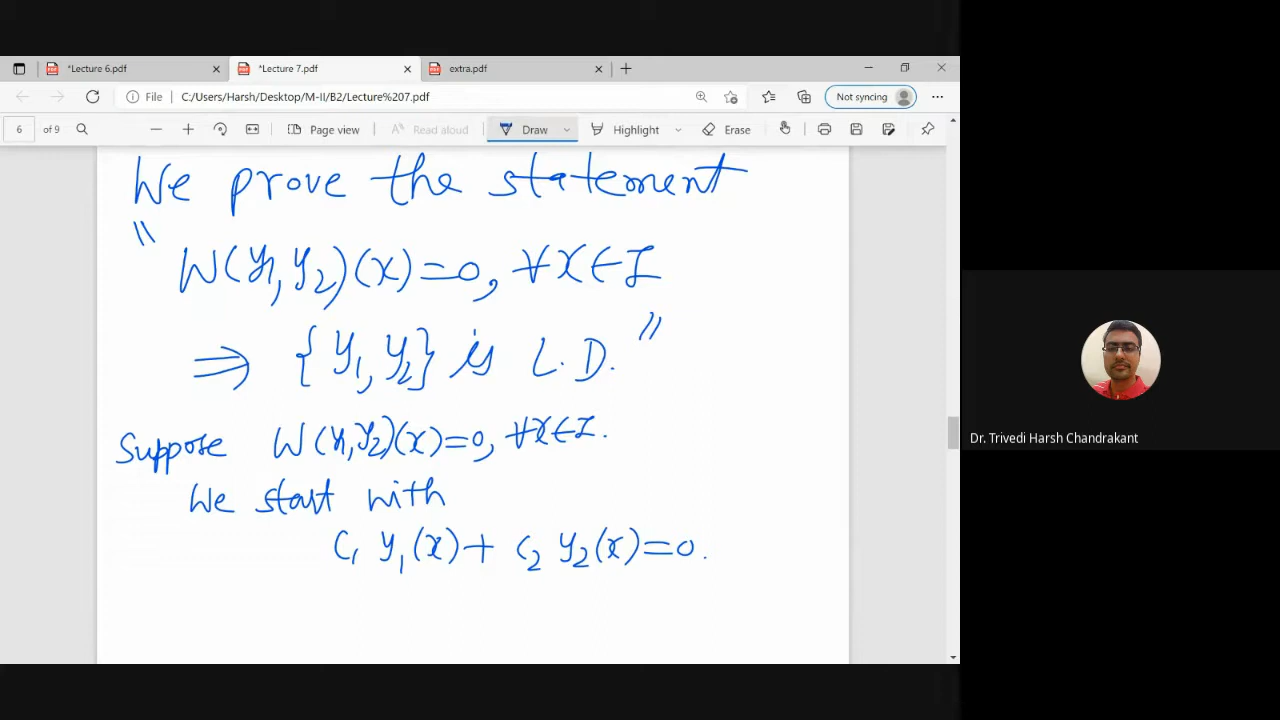 *Lecture 6.pdf
*Lecture 7.pdf
extra.pdf
File C:/Users/Harsh/Desktop/M-II/B2/Lecture%207.pdf
Not syncing
6 of 9
Page view
Read aloud
Draw
Highlight
Erase
We prove the statement
"W(y1, y2)(x)=0, ∀x∈I
⇒ {y1, y2} is L.D."
Suppose W(y1,y2)(x)=0, ∀x∈I.
We start with
c1 y1(x)+ c2 y2(x)=0.
Dr. Trivedi Harsh Chandrakant